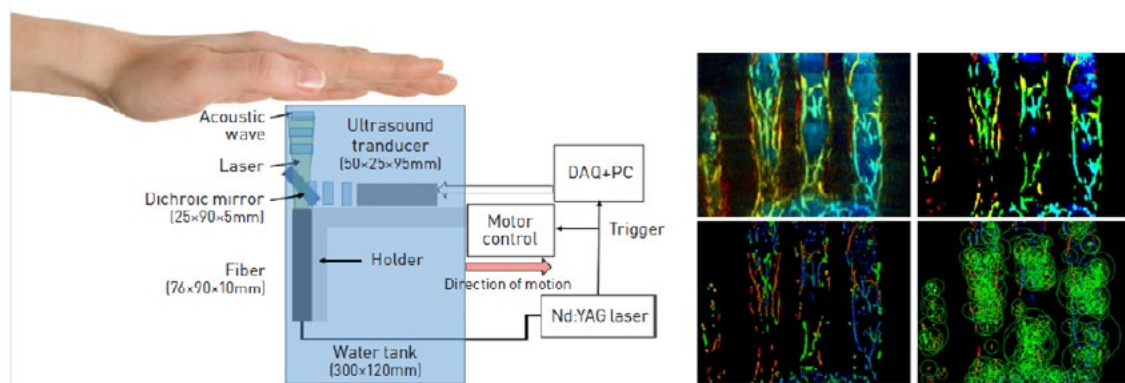 Acoustic
wave
Laser
Dichroic mirror
(25×90×5mm)
Fiber
(76×90×10mm)
Ultrasound
tranducer
(50×25×95mm)
Holder
Water tank
(300×120mm)
DAQ+PC
Motor
control
Trigger
Direction of motion
Nd:YAG laser